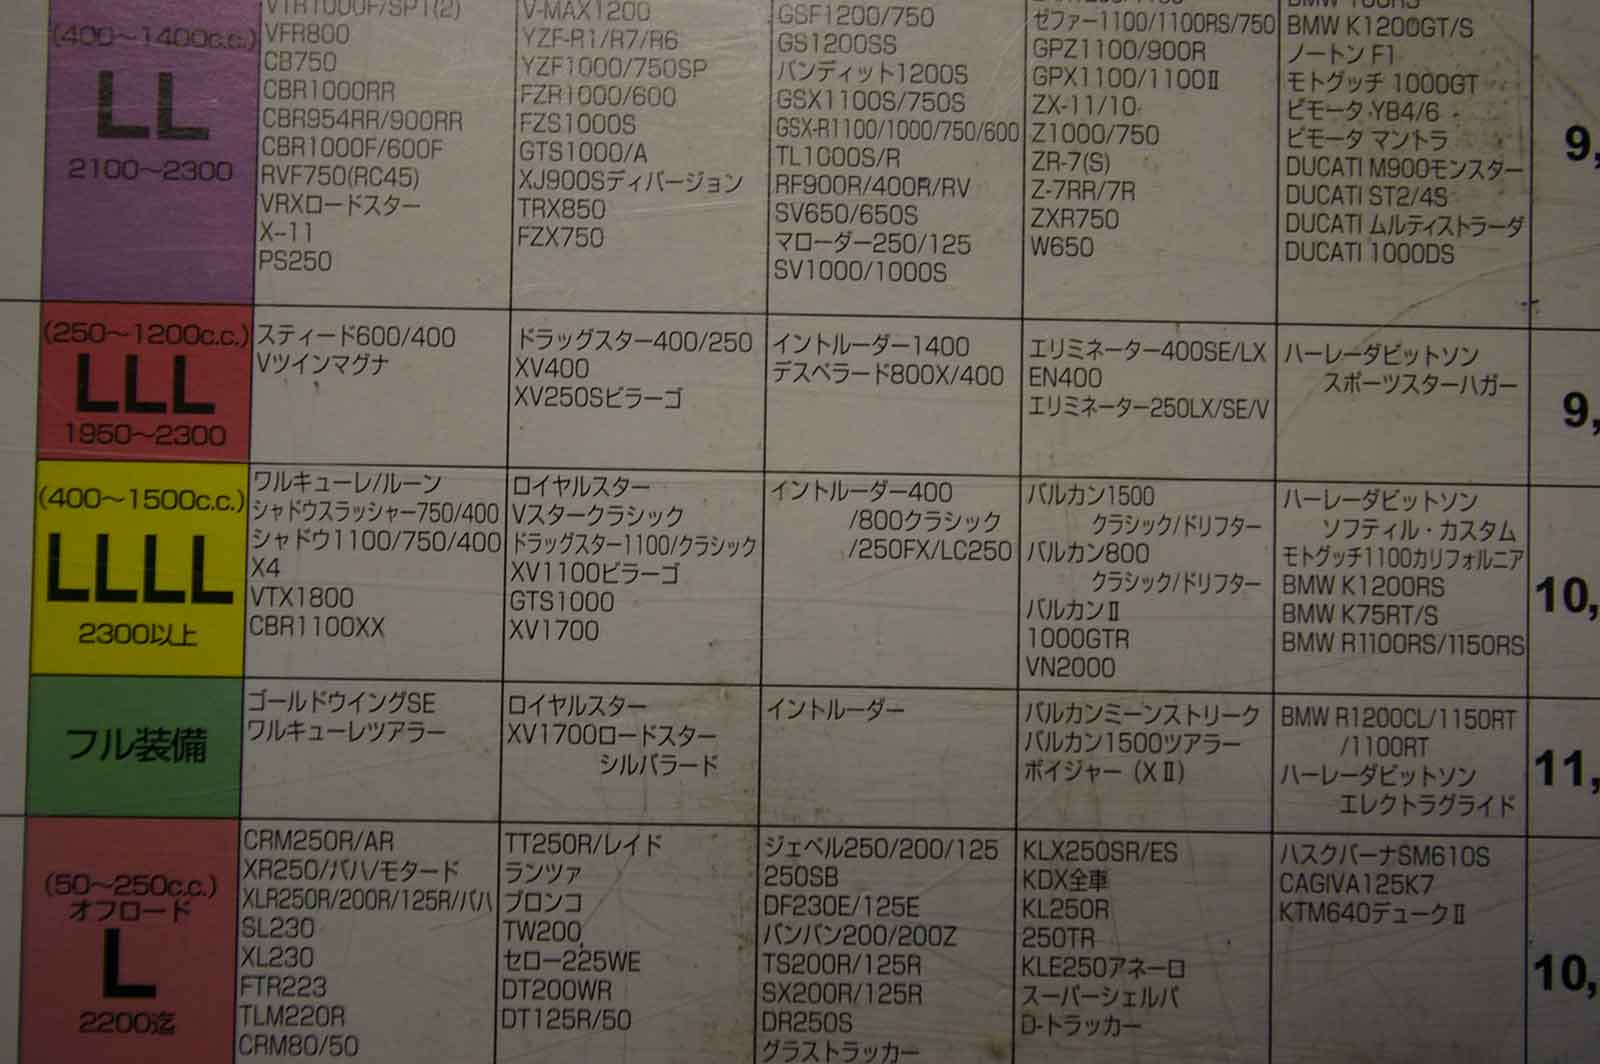 (400～1400c.c.)
LL
2100～2300
VTR1000F/SP1(2)
VFR800
CB750
CBR1000RR
CBR954RR/900RR
CBR1000F/600F
RVF750(RC45)
VRXロードスター
X-11
PS250
V-MAX1200
YZF-R1/R7/R6
YZF1000/750SP
FZR1000/600
FZS1000S
GTS1000/A
XJ900Sディバージョン
TRX850
FZX750
GSF1200/750
GS1200SS
バンディット1200S
GSX1100S/750S
GSX-R1100/1000/750/600
TL1000S/R
RF900R/400R/RV
SV650/650S
マローダー250/125
SV1000/1000S
ゼファー1100/1100RS/750
GPZ1100/900R
GPX1100/1100Ⅱ
ZX-11/10
Z1000/750
ZR-7(S)
Z-7RR/7R
ZXR750
W650
BMW K1200GT/S
ノートン F1
モトグッチ 1000GT
ビモータ YB4/6
ビモータ マントラ
DUCATI M900モンスター
DUCATI ST2/4S
DUCATI ムルティストラーダ
DUCATI 1000DS
9,
(250～1200c.c.)
LLL
1950～2300
スティード600/400
Vツインマグナ
ドラッグスター400/250
XV400
XV250Sビラーゴ
イントルーダー1400
デスペラード800X/400
エリミネーター400SE/LX
EN400
エリミネーター250LX/SE/V
ハーレーダビットソン
スポーツスターハガー
9,
(400～1500c.c.)
LLLL
2300以上
ワルキューレ/ルーン
シャドウスラッシャー750/400
シャドウ1100/750/400
X4
VTX1800
CBR1100XX
ロイヤルスター
Vスタークラシック
ドラッグスター1100/クラシック
XV1100ビラーゴ
GTS1000
XV1700
イントルーダー400
/800クラシック
/250FX/LC250
バルカン1500
クラシック/ドリフター
バルカン800
クラシック/ドリフター
バルカンⅡ
1000GTR
VN2000
ハーレーダビットソン
ソフティル・カスタム
モトグッチ1100カリフォルニア
BMW K1200RS
BMW K75RT/S
BMW R1100RS/1150RS
10,
フル装備
ゴールドウイングSE
ワルキューレツアラー
ロイヤルスター
XV1700ロードスター
シルバラード
イントルーダー
バルカンミーンストリーク
バルカン1500ツアラー
ボイジャー（XⅡ）
BMW R1200CL/1150RT
/1100RT
ハーレーダビットソン
エレクトラグライド
11,
(50～250c.c.)
オフロード
L
2200迄
CRM250R/AR
XR250/バハ/モタード
XLR250R/200R/125R/バハ
SL230
XL230
FTR223
TLM220R
CRM80/50
TT250R/レイド
ランツァ
ブロンコ
TW200
セロー225WE
DT200WR
DT125R/50
ジェベル250/200/125
250SB
DF230E/125E
バンバン200/200Z
TS200R/125R
SX200R/125R
DR250S
グラストラッカー
KLX250SR/ES
KDX全車
KL250R
250TR
KLE250アネーロ
スーパーシェルパ
D-トラッカー
ハスクバーナSM610S
CAGIVA125K7
KTM640デュークⅡ
10,